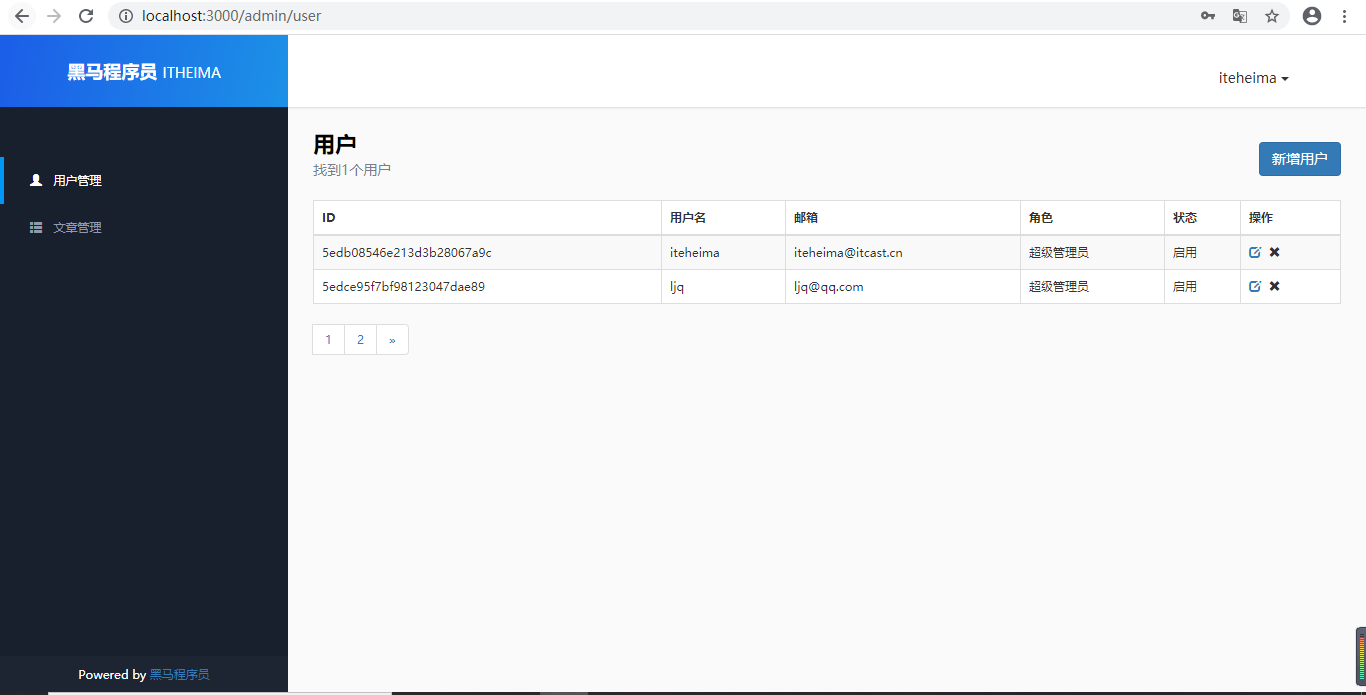 localhost:3000/admin/user
黑马程序员 ITHEIMA
iteheima
用户管理
文章管理
用户
找到1个用户
新增用户
ID 用户名 邮箱 角色 状态 操作
5edb08546e213d3b28067a9c iteheima iteheima@itcast.cn 超级管理员 启用
5edce95f7bf98123047dae89 ljq ljq@qq.com 超级管理员 启用
1 2 »
Powered by 黑马程序员